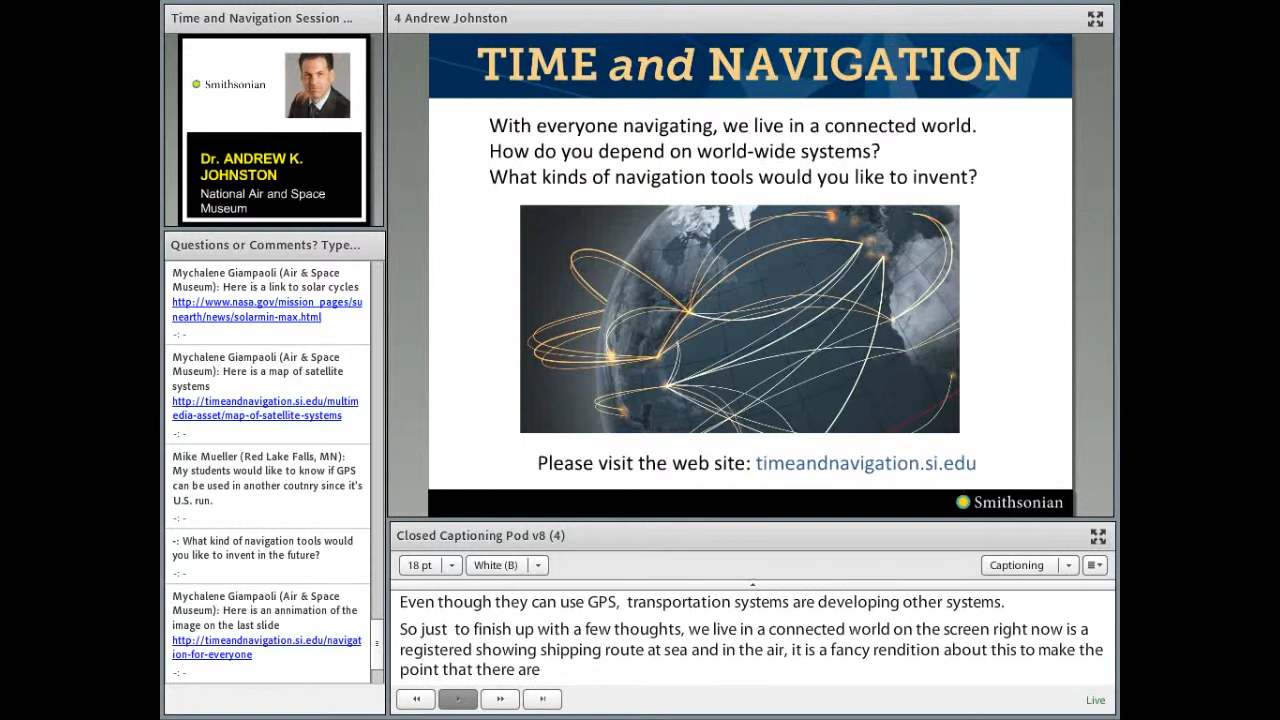 Time and Navigation Session ...
Smithsonian
Dr. ANDREW K.
JOHNSTON
National Air and Space
Museum
Questions or Comments? Type...
Mychalene Giampaoli (Air & Space
Museum): Here is a link to solar cycles
http://www.nasa.gov/mission_pages/su
nearth/news/solarmin-max.html
-: -
Mychalene Giampaoli (Air & Space
Museum): Here is a map of satellite
systems
http://timeandnavigation.si.edu/multim
edia-asset/map-of-satellite-systems
-: -
Mike Mueller (Red Lake Falls, MN):
My students would like to know if GPS
can be used in another coutnry since it's
U.S. run.
-: -
-: What kind of navigation tools would
you like to invent in the future?
-: -
Mychalene Giampaoli (Air & Space
Museum): Here is an annimation of the
image on the last slide
http://timeandnavigation.si.edu/navigat
ion-for-everyone
-: -
4 Andrew Johnston
TIME and NAVIGATION
With everyone navigating, we live in a connected world.
How do you depend on world-wide systems?
What kinds of navigation tools would you like to invent?
Please visit the web site: timeandnavigation.si.edu
Smithsonian
Closed Captioning Pod v8 (4)
18 pt White (B) Captioning
Even though they can use GPS,  transportation systems are developing other systems.
So just  to finish up with a few thoughts, we live in a connected world on the screen right now is a
registered showing shipping route at sea and in the air, it is a fancy rendition about this to make the
point that there are
Live